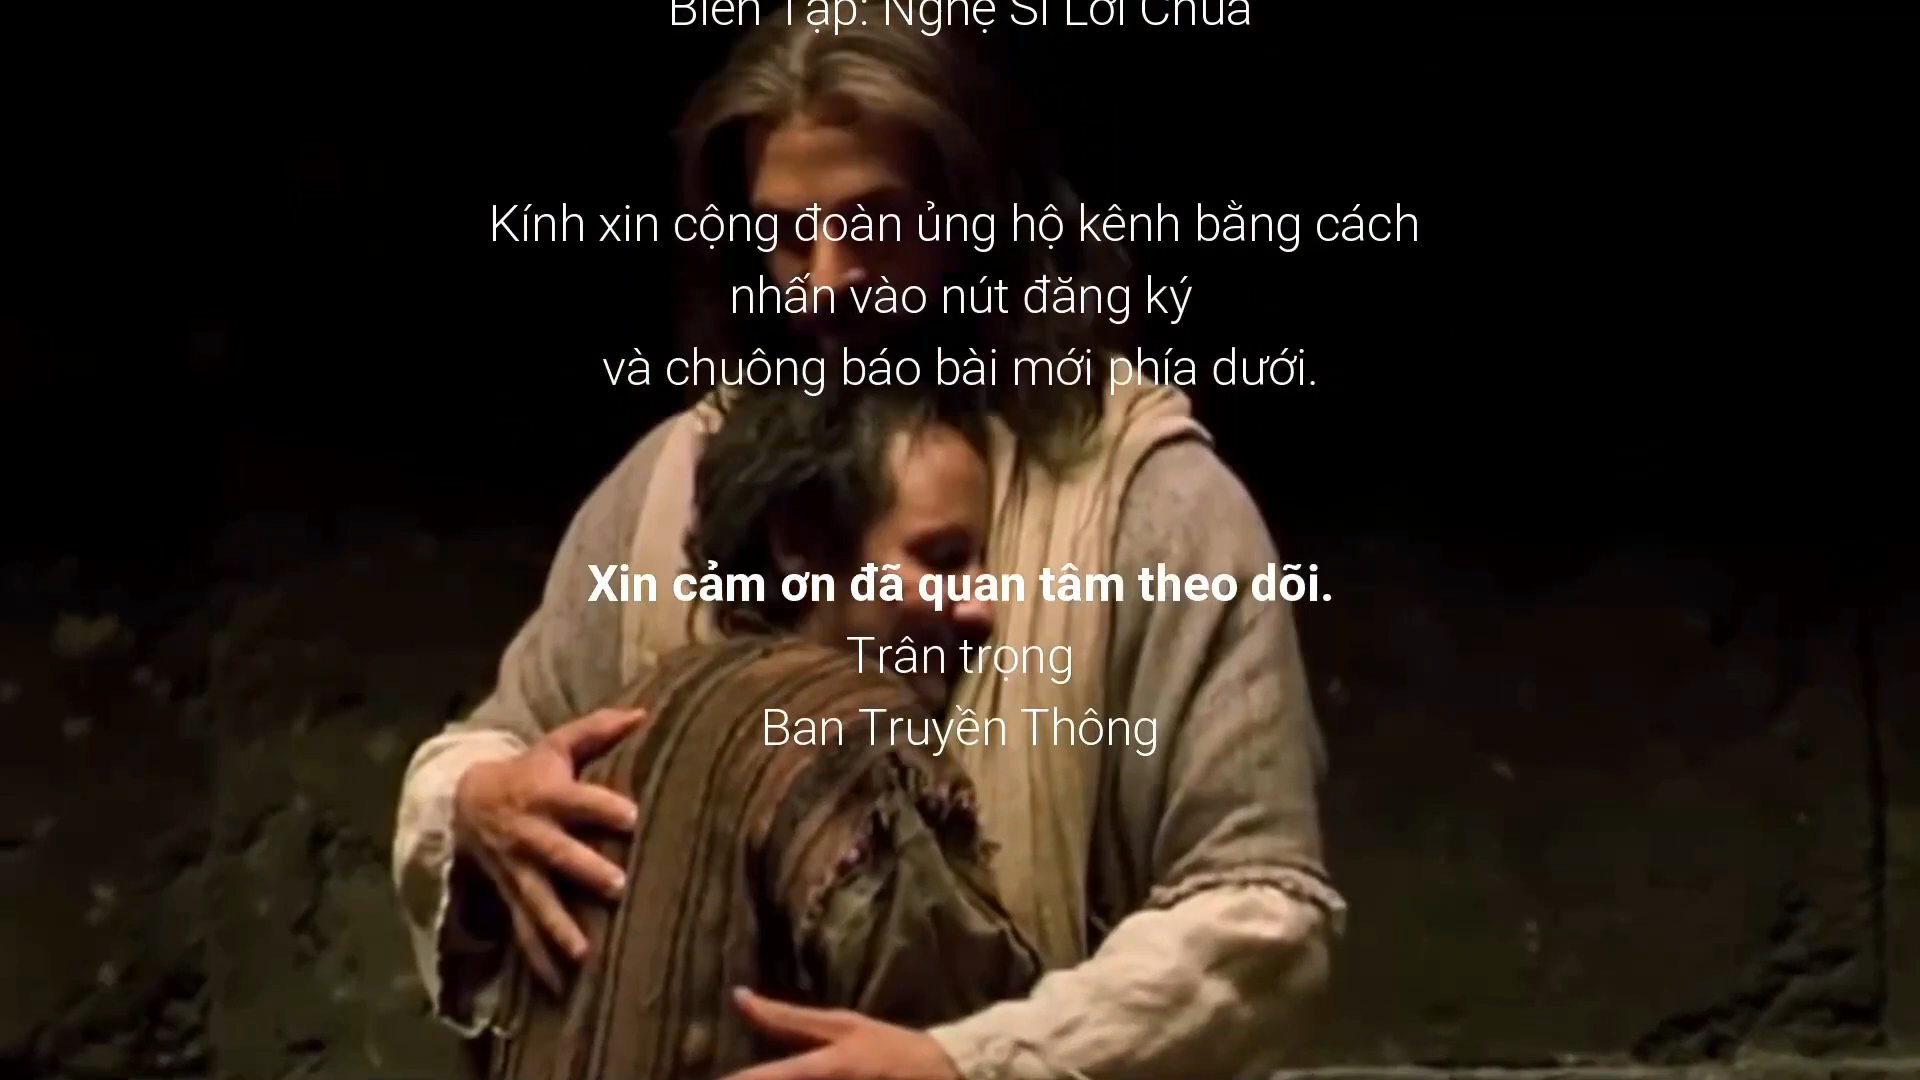 Biên Tập: Nghệ Sĩ Lời Chúa
Kính xin cộng đoàn ủng hộ kênh bằng cách
nhấn vào nút đăng ký
và chuông báo bài mới phía dưới.
Xin cảm ơn đã quan tâm theo dõi.
Trân trọng
Ban Truyền Thông